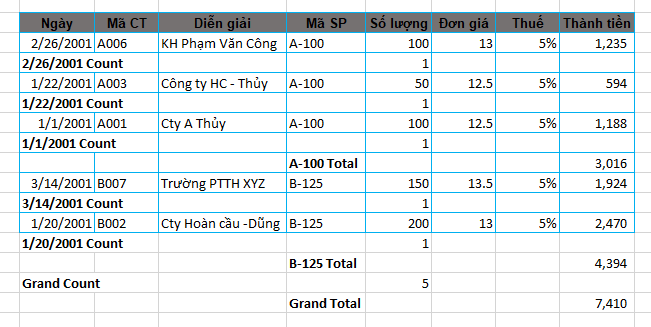 Ngày Mã CT Diễn giải Mã SP Số lượng Đơn giá Thuế Thành tiền
2/26/2001 A006 KH Phạm Văn Công A-100 100 13 5% 1,235
2/26/2001 Count 1
1/22/2001 A003 Công ty HC - Thủy A-100 50 12.5 5% 594
1/22/2001 Count 1
1/1/2001 A001 Cty A Thủy A-100 100 12.5 5% 1,188
1/1/2001 Count 1
A-100 Total 3,016
3/14/2001 B007 Trường PTTH XYZ B-125 150 13.5 5% 1,924
3/14/2001 Count 1
1/20/2001 B002 Cty Hoàn cầu -Dũng B-125 200 13 5% 2,470
1/20/2001 Count 1
B-125 Total 4,394
Grand Count 5
Grand Total 7,410